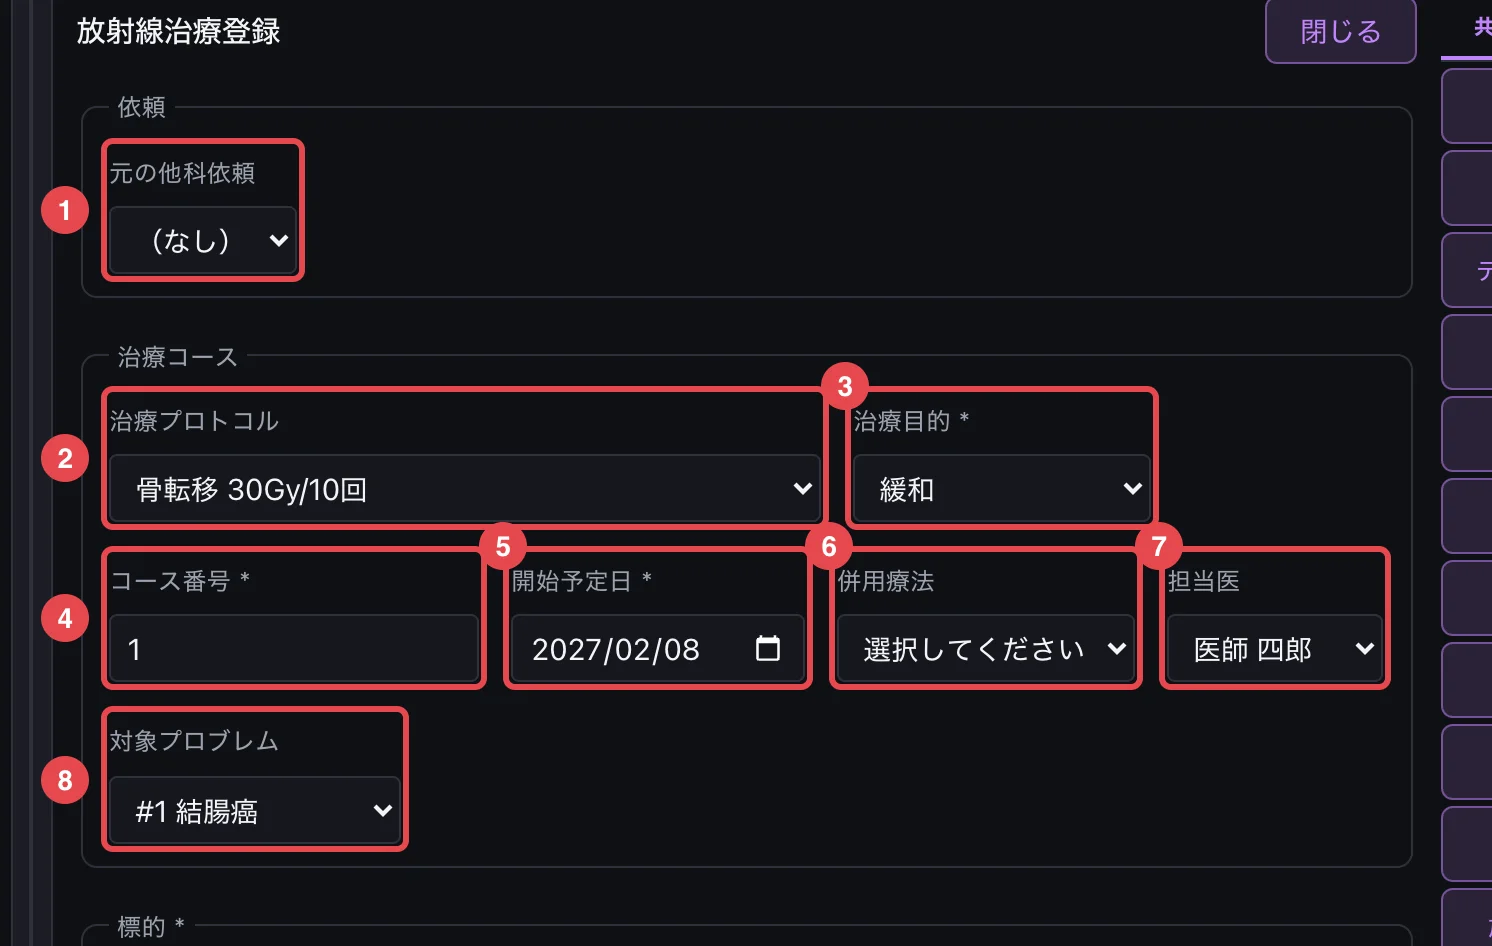 放射線治療登録
閉じる
共
依頼
元の他科依頼
1
（なし）
治療コース
3
治療プロトコル
治療目的 *
2
骨転移 30Gy/10回
緩和
5
6
7
コース番号 *
開始予定日 *
併用療法
担当医
4
1
2027/02/08
選択してください
医師 四郎
対象プロブレム
8
#1 結腸癌
標的 *